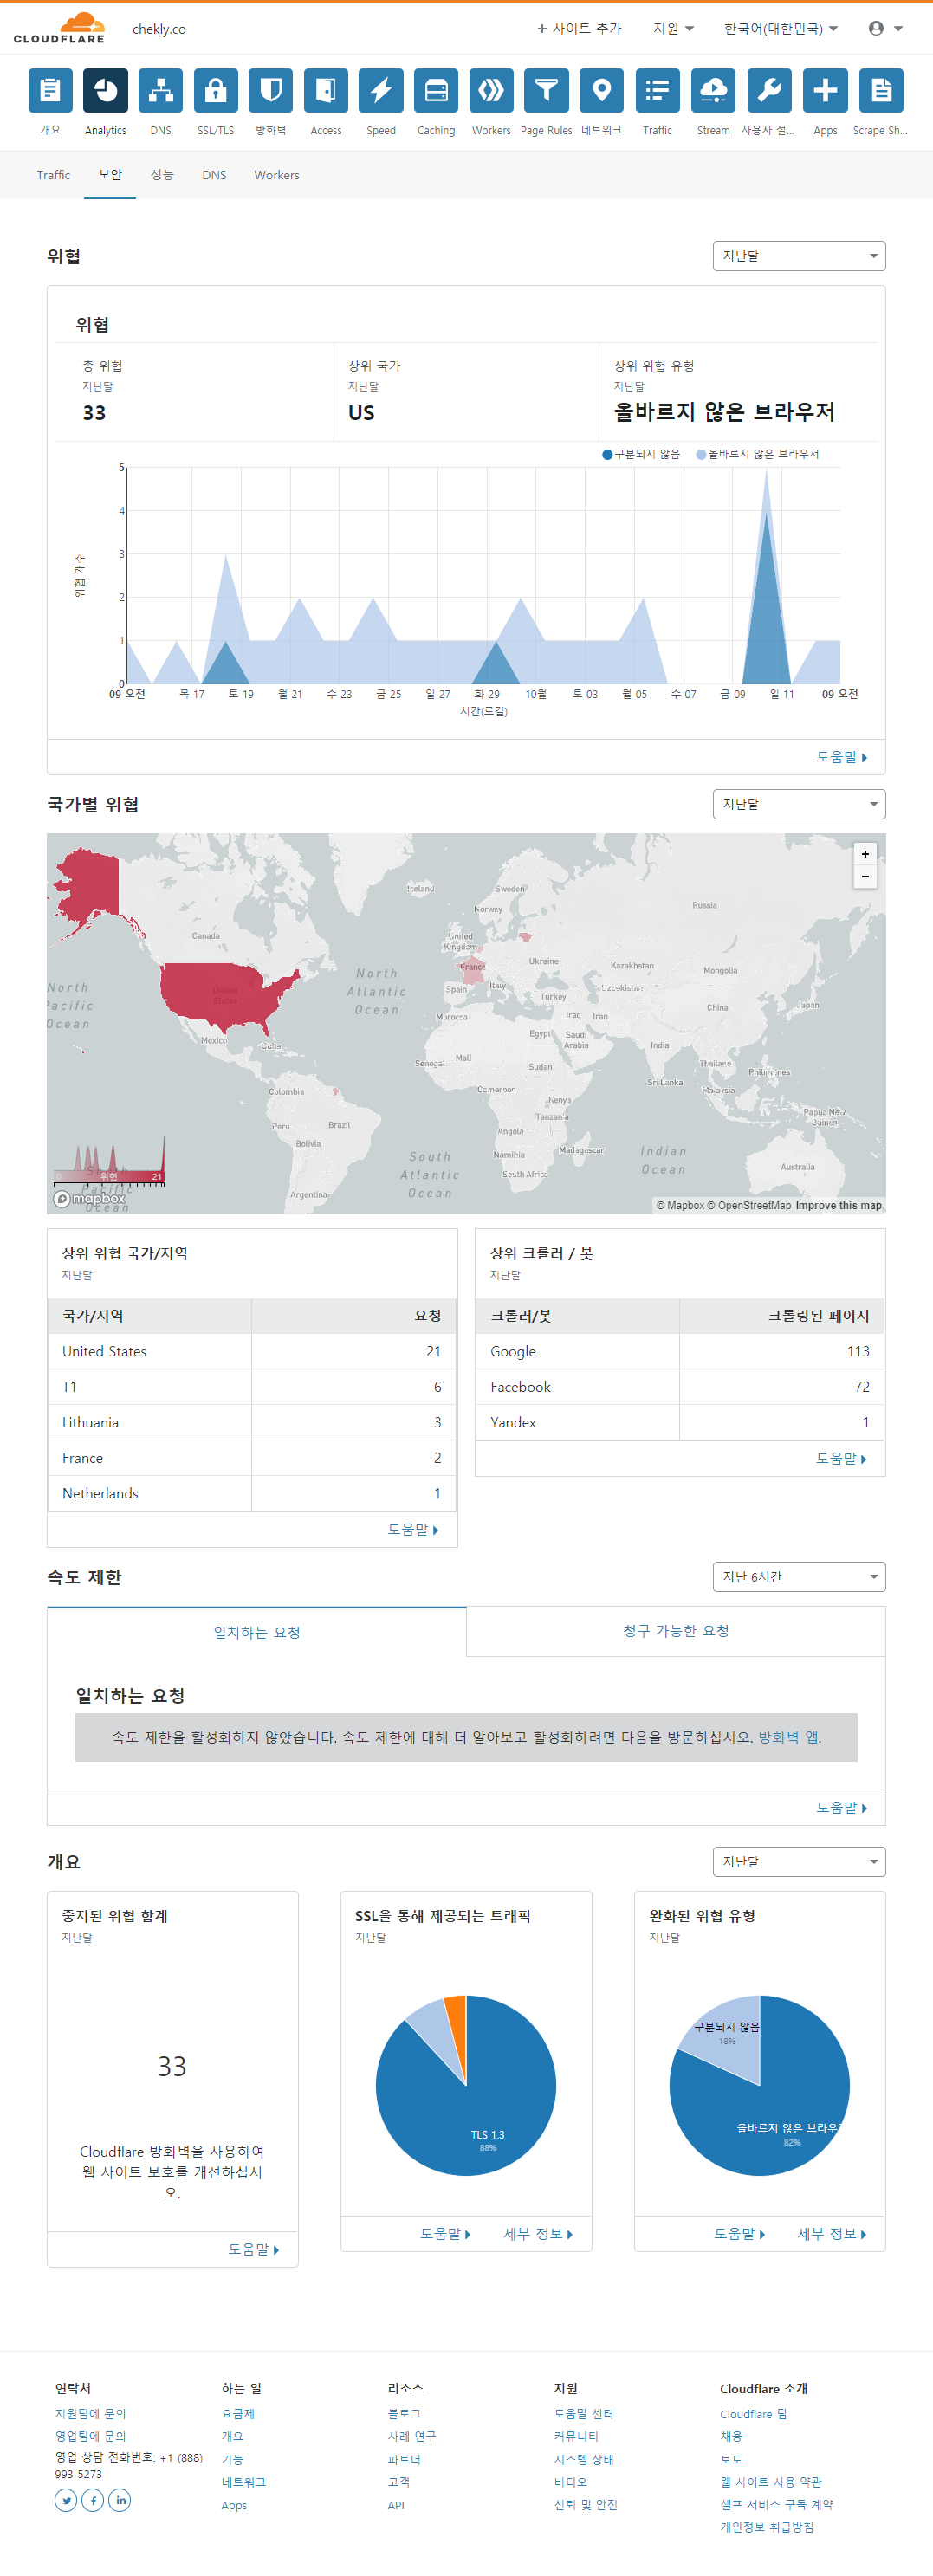 CLOUDFLARE
chekly.co
+ 사이트 추가
지원
한국어(대한민국)
개요
Analytics
DNS
SSL/TLS
방화벽
Access
Speed
Caching
Workers
Page Rules
네트워크
Traffic
Stream
사용자 설...
Apps
Scrape Sh...
Traffic
보안
성능
DNS
Workers
위협
지난달
위협
총 위협
지난달
33
상위 국가
지난달
US
상위 위협 유형
지난달
올바르지 않은 브라우저
구분되지 않음
올바르지 않은 브라우저
위협 개수
5
4
3
2
1
0
09 오전
목 17
토 19
월 21
수 23
금 25
일 27
화 29
10월
토 03
월 05
수 07
금 09
일 11
09 오전
시간(로컬)
도움말
국가별 위협
지난달
+
−
Iceland
Sweden
Norway
Russia
Canada
United Kingdom
France
Ukraine
Kazakhstan
Mongolia
Spain
Italy
Turkey
Uzbekistan
China
Japan
United States
North Pacific Ocean
North Atlantic Ocean
Morocco
Iraq
Iran
Egypt
Saudi Arabia
India
Mexico
Cuba
Senegal
Mali
Sudan
Thailand
Philippines
Sri Lanka
Malaysia
Colombia
Cameroon
Kenya
Tanzania
Peru
Brazil
Angola
Papua New Guinea
Bolivia
Namibia
Madagascar
South Atlantic Ocean
Indian Ocean
South Africa
Australia
Argentina
South Pacific Ocean
위협
21
mapbox
© Mapbox © OpenStreetMap Improve this map
상위 위협 국가/지역
지난달
국가/지역 요청
United States 21
T1 6
Lithuania 3
France 2
Netherlands 1
도움말
상위 크롤러 / 봇
지난달
크롤러/봇 크롤링된 페이지
Google 113
Facebook 72
Yandex 1
도움말
속도 제한
지난 6시간
일치하는 요청
청구 가능한 요청
일치하는 요청
속도 제한을 활성화하지 않았습니다. 속도 제한에 대해 더 알아보고 활성화하려면 다음을 방문하십시오. 방화벽 앱.
도움말
개요
지난달
중지된 위협 합계
지난달
33
Cloudflare 방화벽을 사용하여
웹 사이트 보호를 개선하십시
오.
도움말
SSL을 통해 제공되는 트래픽
지난달
TLS 1.3
88%
도움말
세부 정보
완화된 위협 유형
지난달
구분되지 않음
18%
올바르지 않은 브라우저
82%
도움말
세부 정보
연락처
지원팀에 문의
영업팀에 문의
영업 상담 전화번호: +1 (888)
993 5273
하는 일
요금제
개요
기능
네트워크
Apps
리소스
블로그
사례 연구
파트너
고객
API
지원
도움말 센터
커뮤니티
시스템 상태
비디오
신뢰 및 안전
Cloudflare 소개
Cloudflare 팀
채용
보도
웹 사이트 사용 약관
셀프 서비스 구독 계약
개인정보 취급방침